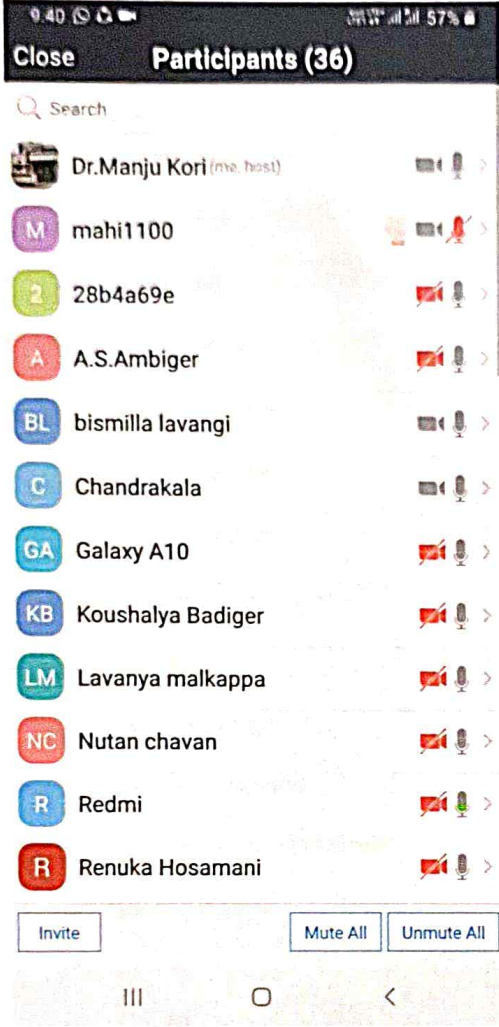 9.40 57%
Close Participants (36)
Search
Dr.Manju Kori (me, host)
M mahi1100
2 28b4a69e
A A.S.Ambiger
BL bismilla lavangi
C Chandrakala
GA Galaxy A10
KB Koushalya Badiger
LM Lavanya malkappa
NC Nutan chavan
R Redmi
R Renuka Hosamani
Invite Mute All Unmute All